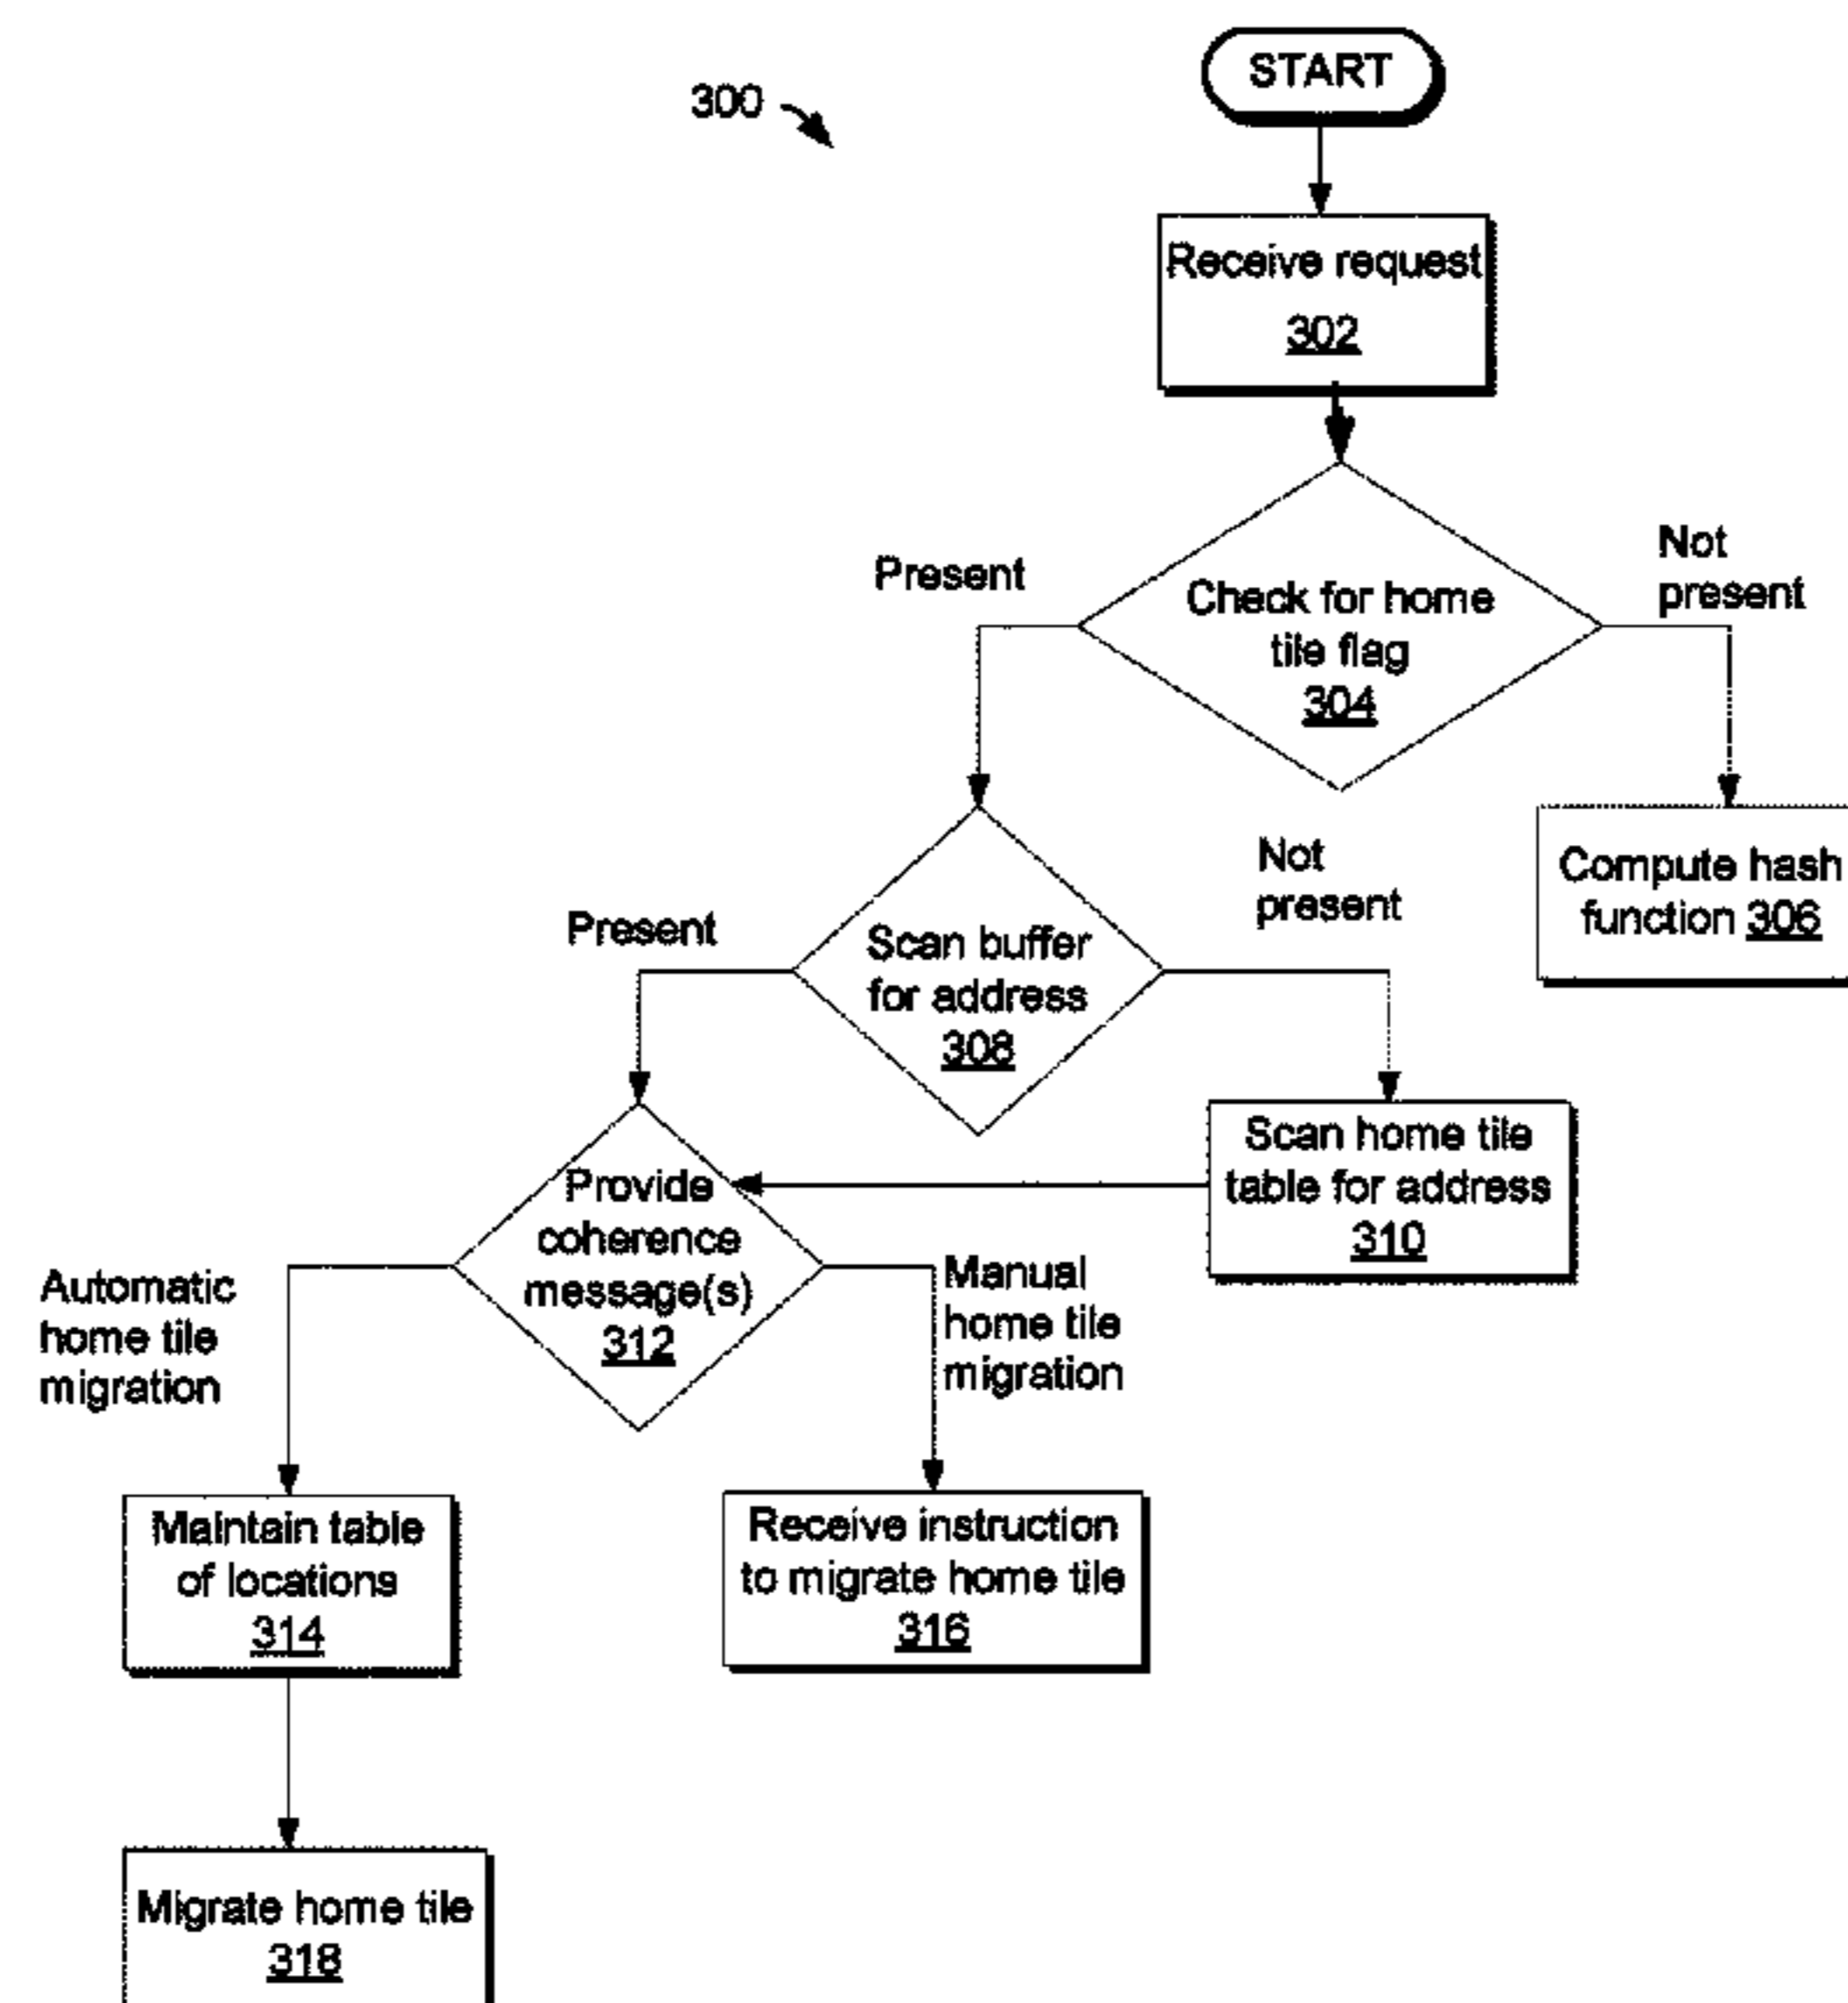 START
300
Receive request
302
Present
Not
present
Check for home
tile flag
304
Compute hash
function 306
Present
Not
present
Scan buffer
for address
308
Scan home tile
table for address
310
Provide
coherence
message(s)
312
Automatic
home tile
migration
Manual
home tile
migration
Maintain table
of locations
314
Receive instruction
to migrate home tile
316
Migrate home tile
318